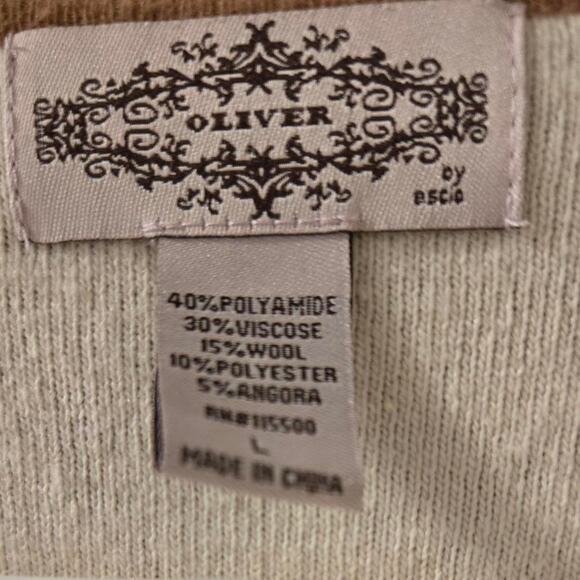 OLIVER
by
escio
40%POLYAMIDE
30%VISCOSE
15%WOOL
10%POLYESTER
5%ANGORA
RN#115500
L
MADE IN CHINA